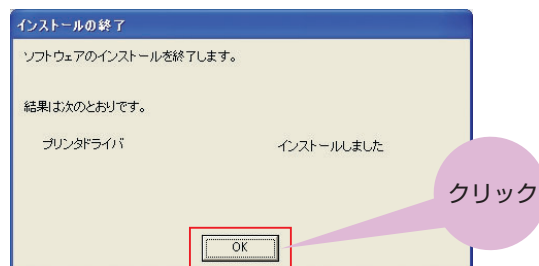 インストールの終了
ソフトウェアのインストールを終了します。
結果は次のとおりです。
プリンタドライバ インストールしました
クリック
OK